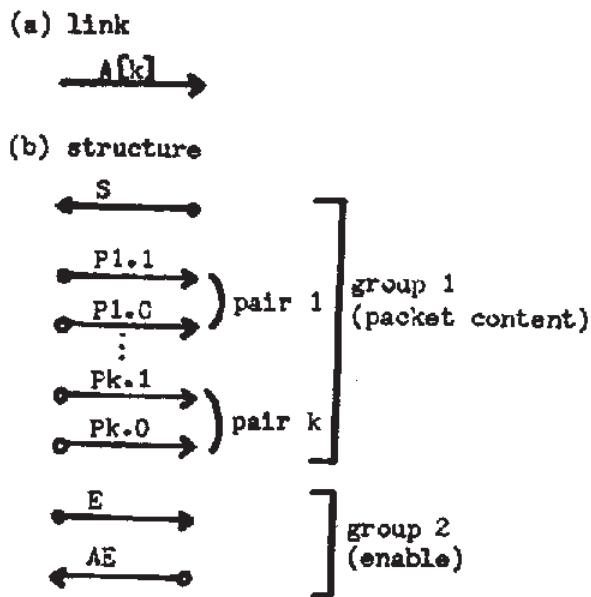 (a) link
A[k]
(b) structure
S
P1.1
P1.0
pair 1
group 1
(packet content)
Pk.1
Pk.0
pair k
E
AE
group 2
(enable)